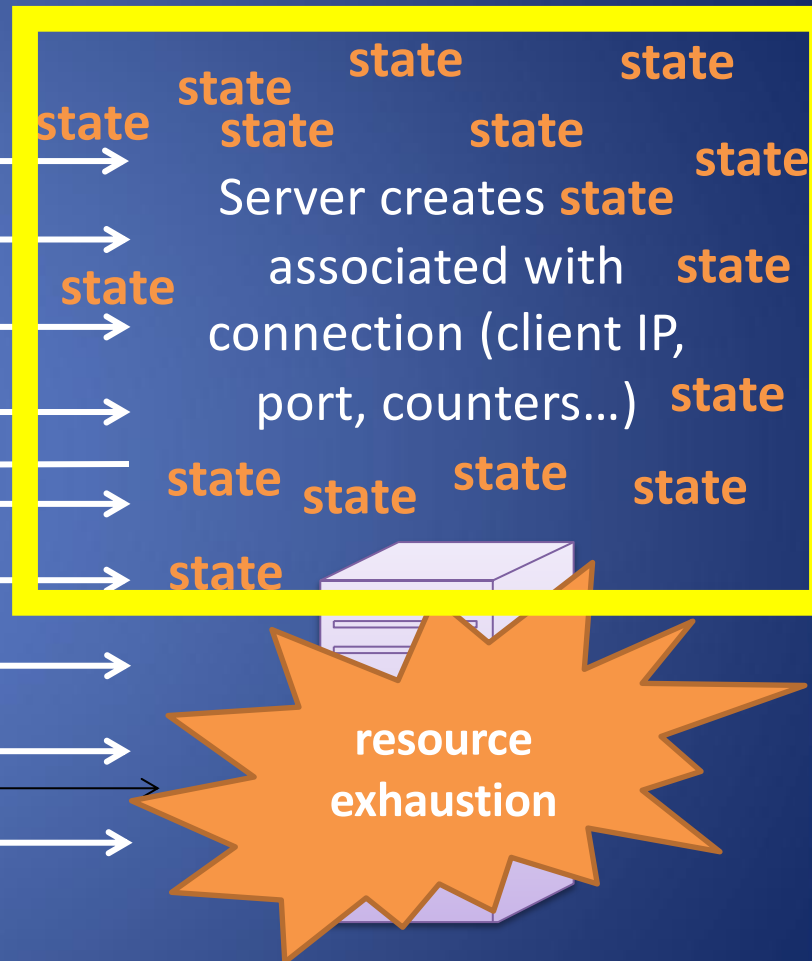 state
state
state
state
state
state
state
Server creates state
associated with
state
state
connection (client IP,
port, counters…)
state
state
state
state
state
state
resource
exhaustion